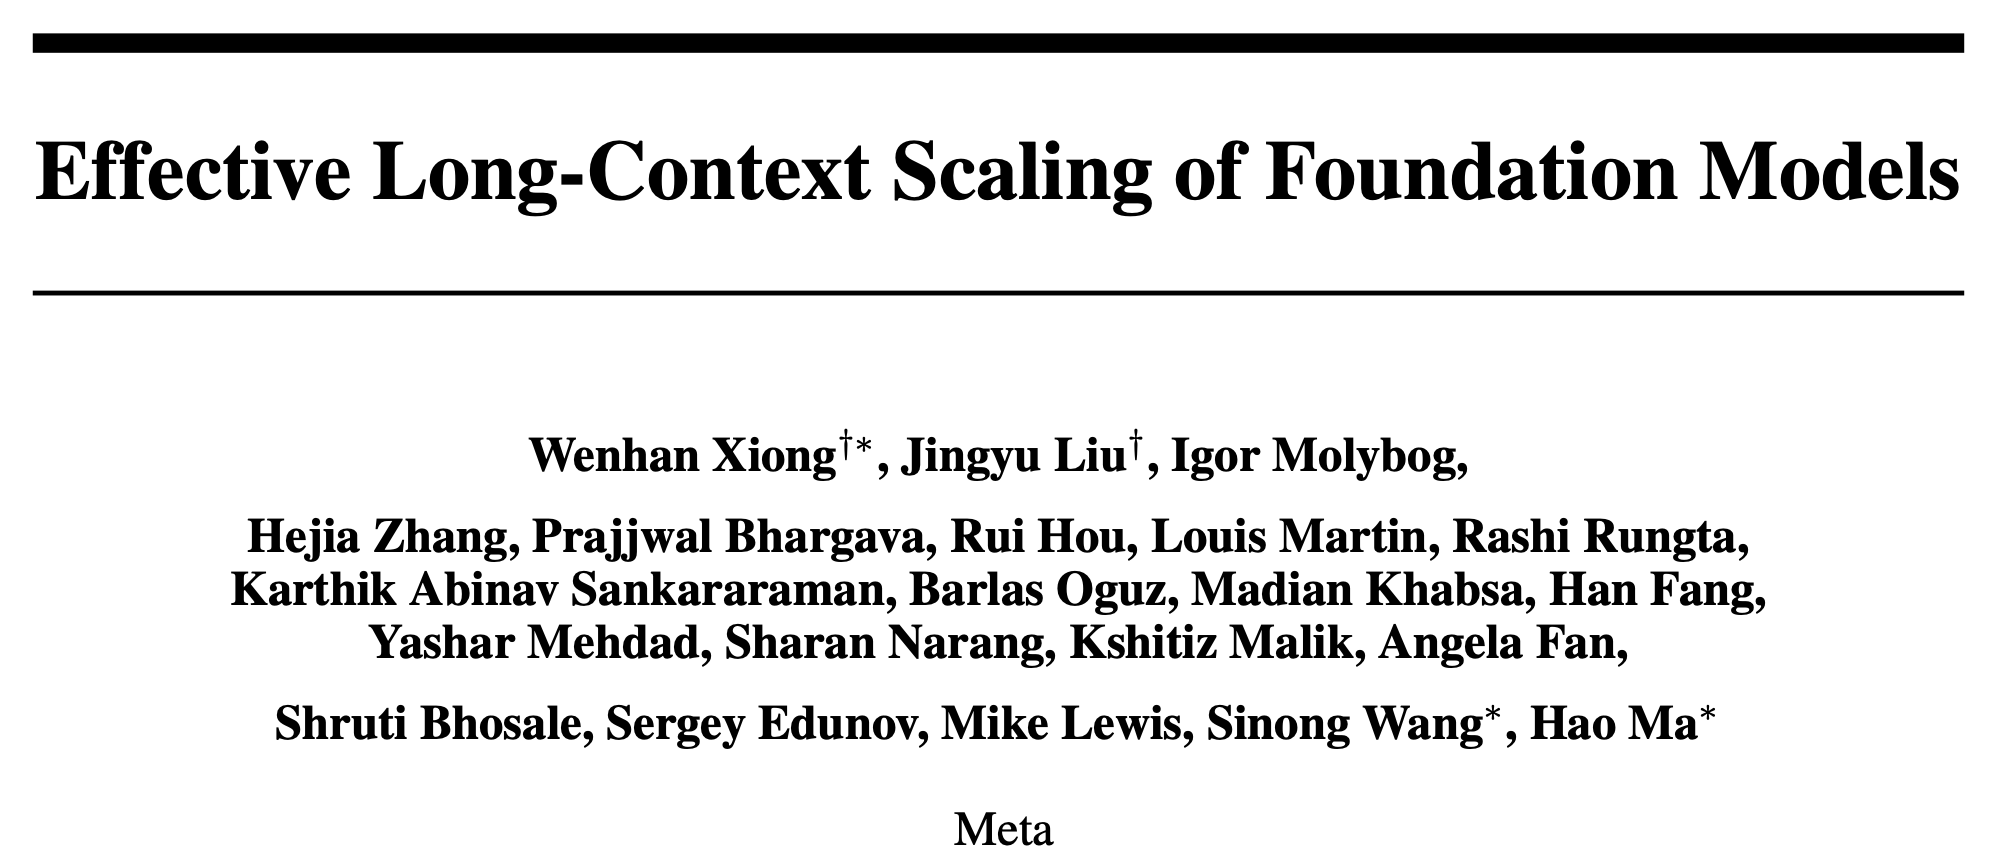 Effective Long-Context Scaling of Foundation Models
Wenhan Xiong†*, Jingyu Liu†, Igor Molybog,
Hejia Zhang, Prajjwal Bhargava, Rui Hou, Louis Martin, Rashi Rungta,
Karthik Abinav Sankararaman, Barlas Oguz, Madian Khabsa, Han Fang,
Yashar Mehdad, Sharan Narang, Kshitiz Malik, Angela Fan,
Shruti Bhosale, Sergey Edunov, Mike Lewis, Sinong Wang*, Hao Ma*
Meta